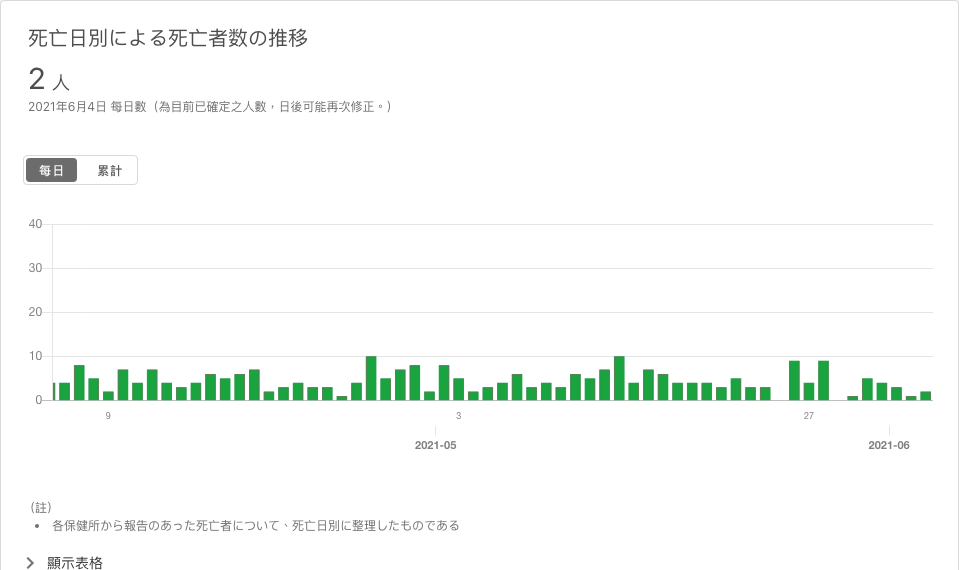 死亡日別による死亡者数の推移
2 人
2021年6月4日 每日數（為目前已確定之人數，日後可能再次修正。）
每日 累計
40
30
20
10
0
9 3 27
2021-05 2021-06
（註）
• 各保健所から報告のあった死亡者について、死亡日別に整理したものである
顯示表格